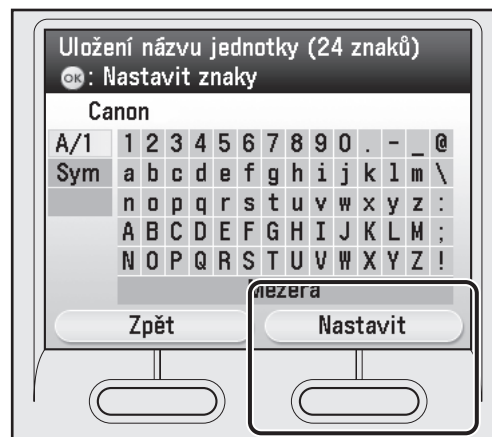 Uložení názvu jednotky (24 znaků)
OK: Nastavit znaky
Canon
A/1 1 2 3 4 5 6 7 8 9 0 . - _ @
Sym a b c d e f g h i j k l m \
n o p q r s t u v w x y z :
A B C D E F G H I J K L M ;
N O P Q R S T U V W X Y Z !
Mezera
Zpět Nastavit